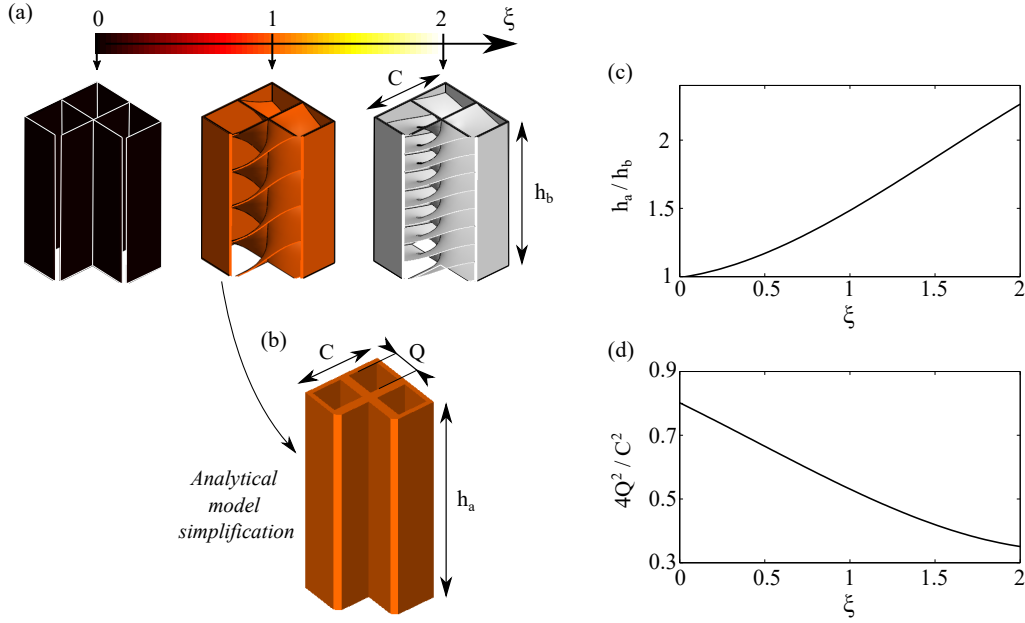 (a)
0 1 2 ξ
C
h_b
(b)
C Q
h_a
Analytical
model
simplification
(c)
h_a / h_b
2
1.5
1
0 0.5 1 1.5 2
ξ
(d)
4Q² / C²
0.9
0.7
0.5
0.3
0 0.5 1 1.5 2
ξ